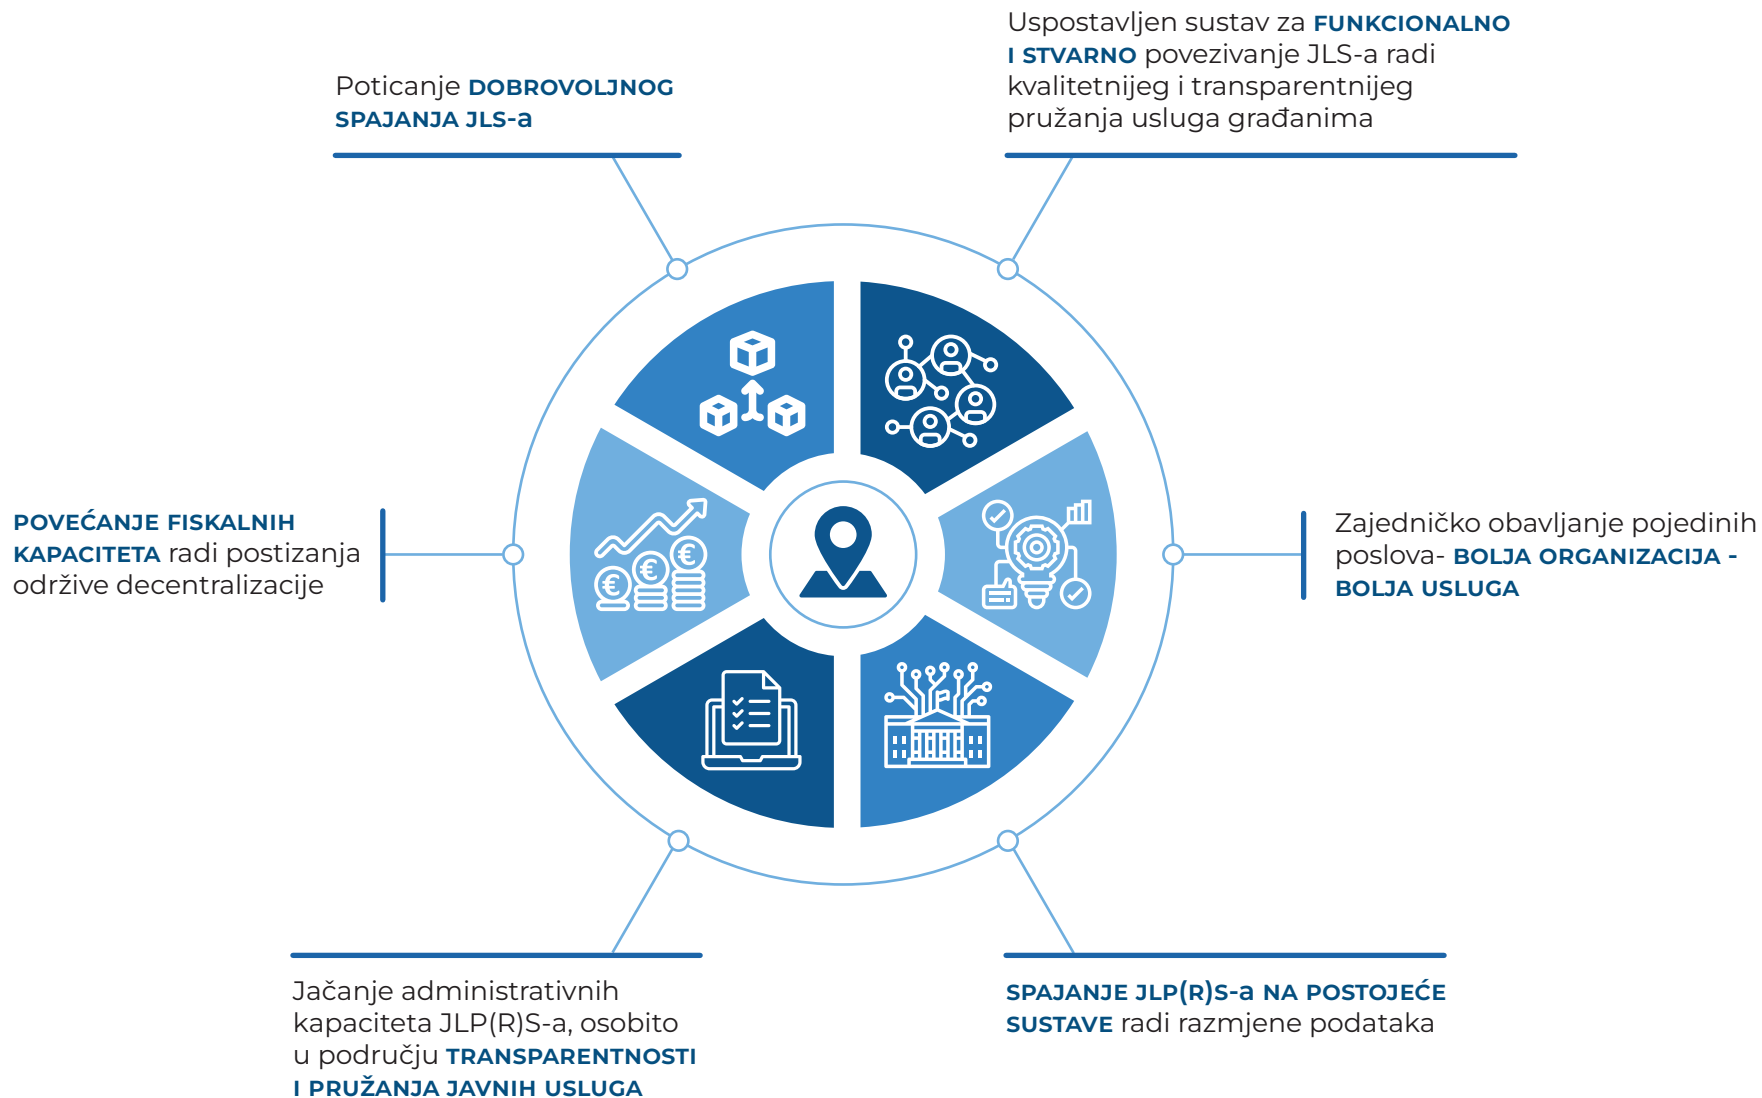 Poticanje DOBROVOLJNOG
SPAJANJA JLS-a
Uspostavljen sustav za FUNKCIONALNO
I STVARNO povezivanje JLS-a radi
kvalitetnijeg i transparentnijeg
pružanja usluga građanima
POVEĆANJE FISKALNIH
KAPACITETA radi postizanja
održive decentralizacije
Zajedničko obavljanje pojedinih
poslova- BOLJA ORGANIZACIJA -
BOLJA USLUGA
Jačanje administrativnih
kapaciteta JLP(R)S-a, osobito
u području TRANSPARENTNOSTI
I PRUŽANJA JAVNIH USLUGA
SPAJANJE JLP(R)S-a NA POSTOJEĆE
SUSTAVE radi razmjene podataka